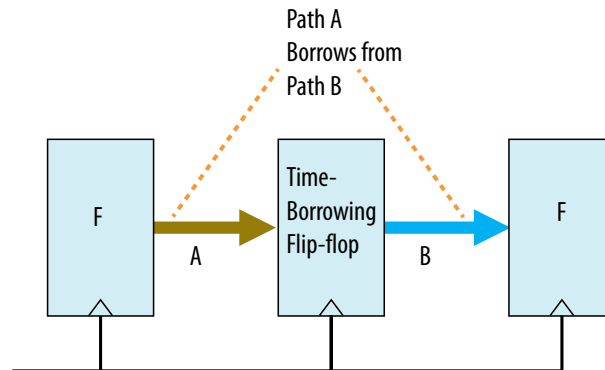 Path A
Borrows from
Path B
F
Time-
Borrowing
Flip-flop
F
A
B